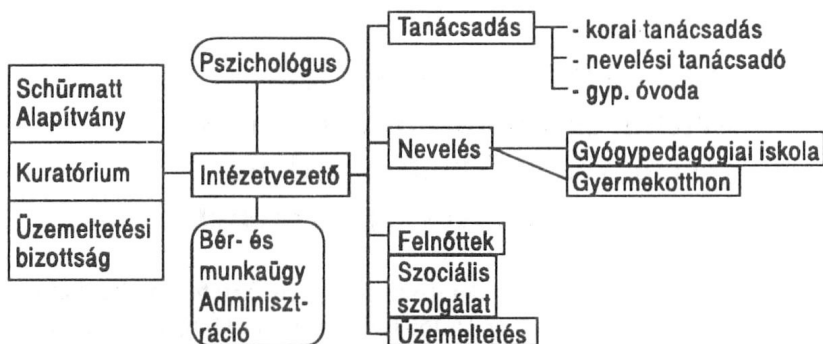 Schürmatt
Alapítvány
Kuratórium
Üzemeltetési
bizottság
Pszichológus
Intézetvezető
Bér- és
munkaügy
Adminiszt-
ráció
Tanácsadás
- korai tanácsadás
- nevelési tanácsadó
- gyp. óvoda
Nevelés
Gyógypedagógiai iskola
Gyermekotthon
Felnőttek
Szociális
szolgálat
Üzemeltetés